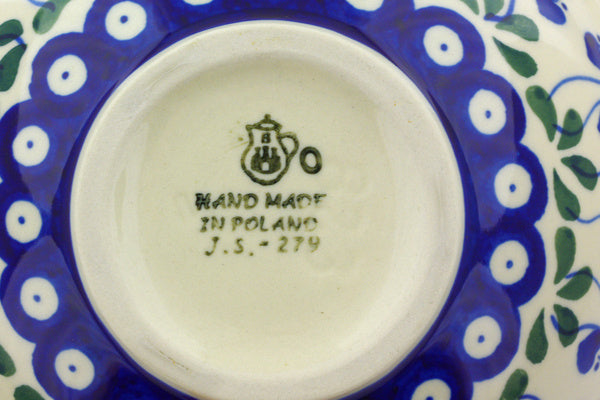 B
O
HAND MADE
IN POLAND
J.S.-279